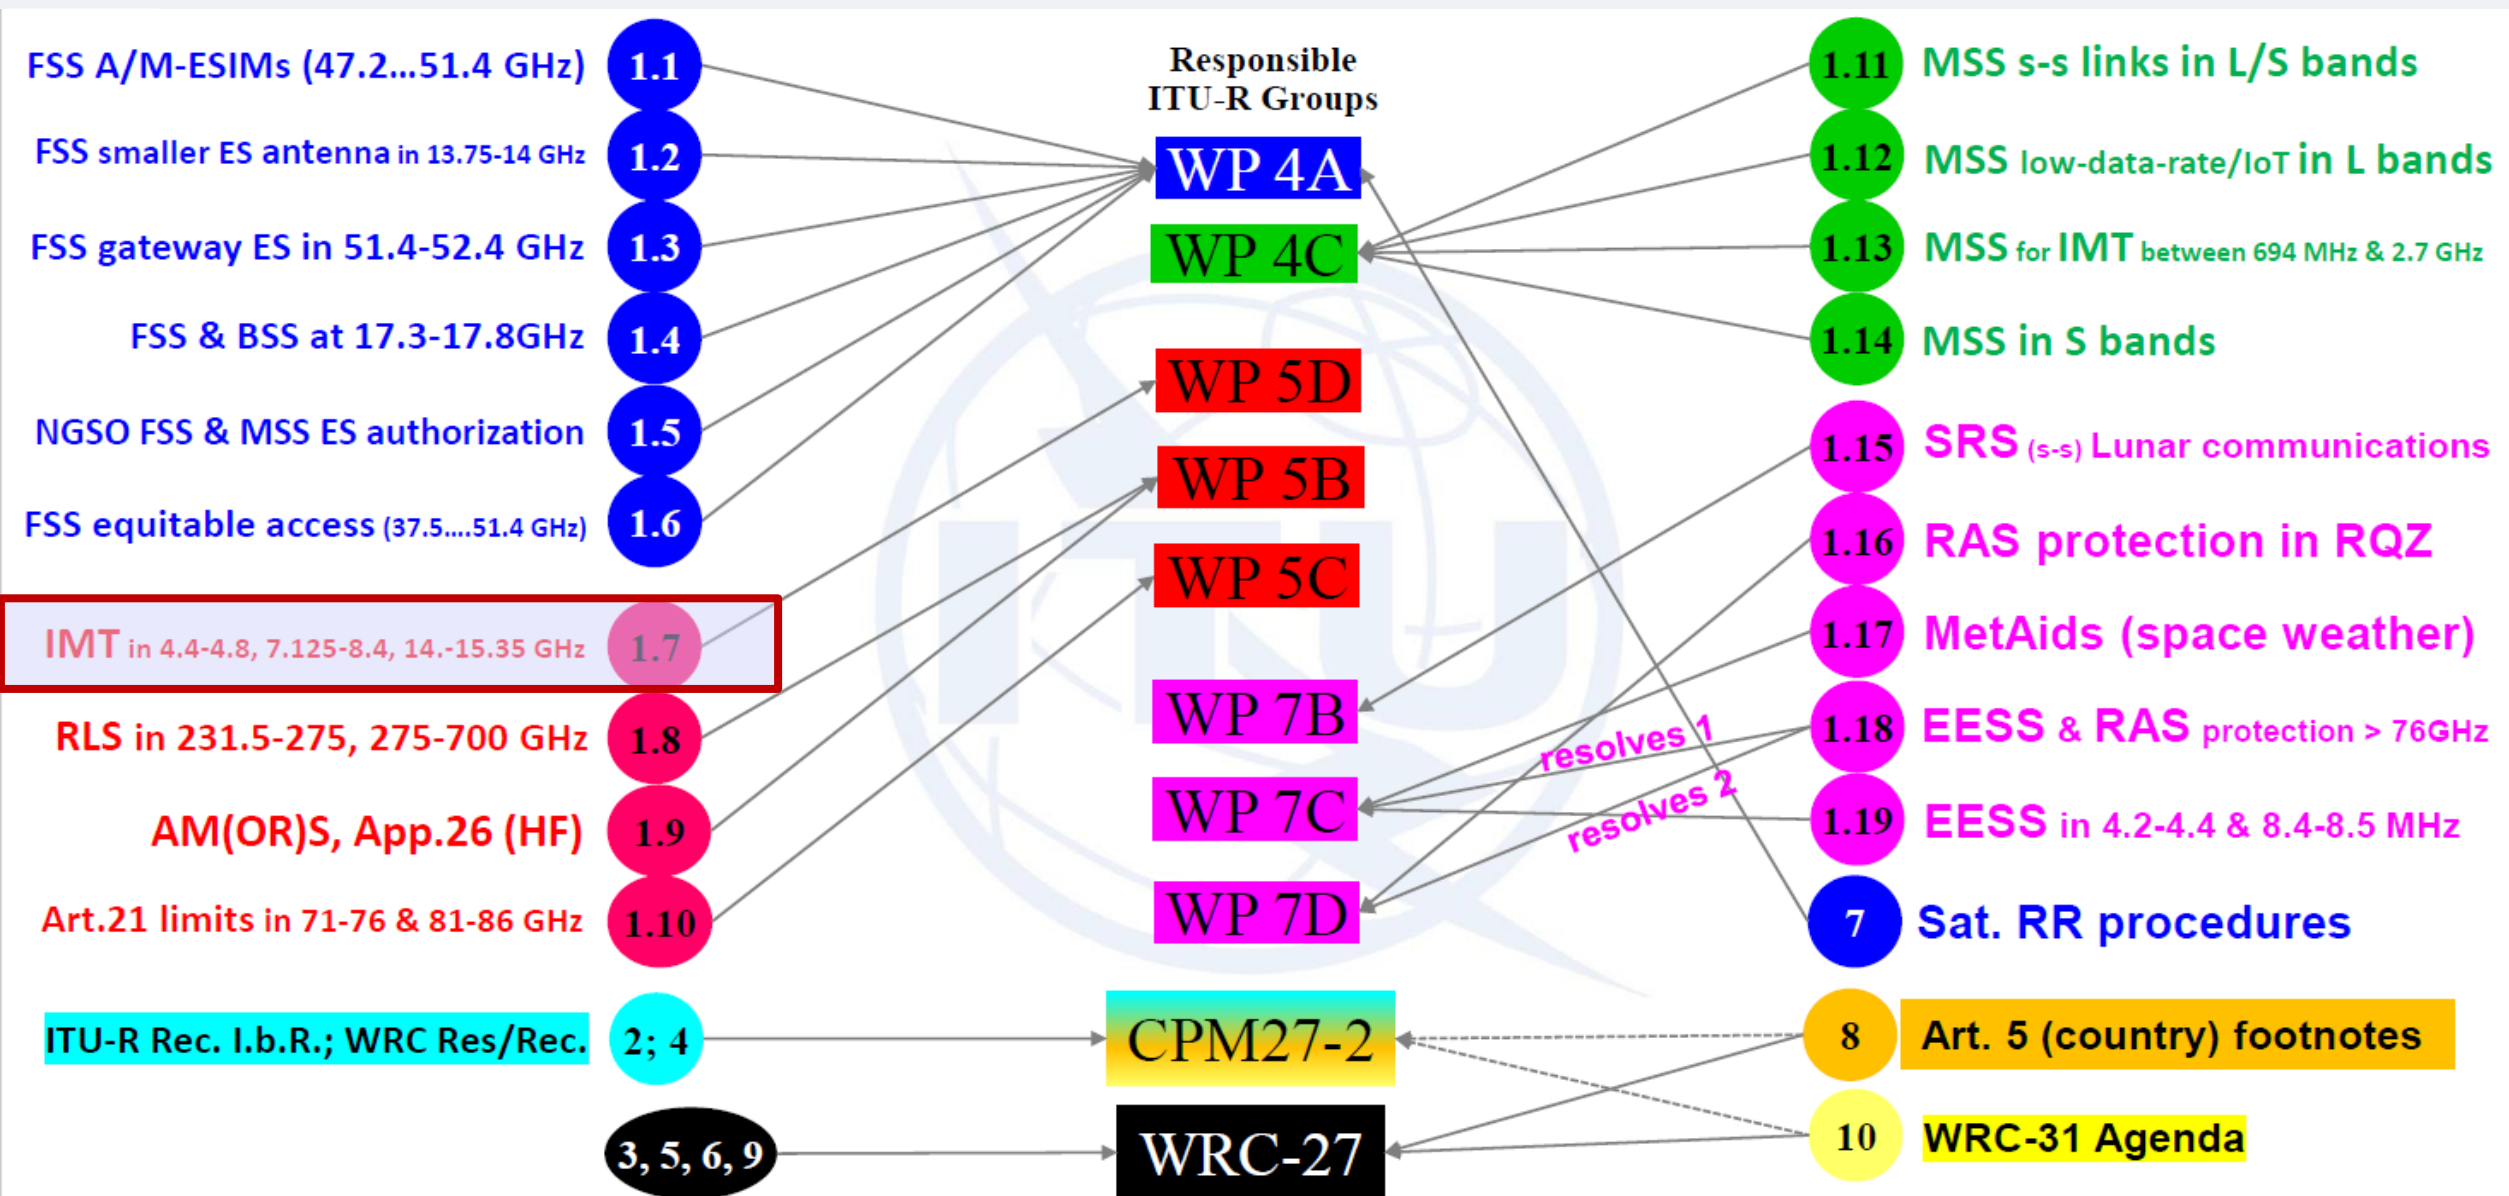 FSS A/M-ESIMs (47.2...51.4 GHz) 1.1
FSS smaller ES antenna in 13.75-14 GHz 1.2
FSS gateway ES in 51.4-52.4 GHz 1.3
FSS & BSS at 17.3-17.8GHz 1.4
NGSO FSS & MSS ES authorization 1.5
FSS equitable access (37.5....51.4 GHz) 1.6
IMT in 4.4-4.8, 7.125-8.4, 14.-15.35 GHz 1.7
RLS in 231.5-275, 275-700 GHz 1.8
AM(OR)S, App.26 (HF) 1.9
Art.21 limits in 71-76 & 81-86 GHz 1.10
ITU-R Rec. I.b.R.; WRC Res/Rec. 2; 4
3, 5, 6, 9
Responsible
ITU-R Groups
WP 4A
WP 4C
WP 5D
WP 5B
WP 5C
WP 7B
WP 7C
WP 7D
CPM27-2
WRC-27
ITU
resolves 1
resolves 2
1.11 MSS s-s links in L/S bands
1.12 MSS low-data-rate/IoT in L bands
1.13 MSS for IMT between 694 MHz & 2.7 GHz
1.14 MSS in S bands
1.15 SRS (s-s) Lunar communications
1.16 RAS protection in RQZ
1.17 MetAids (space weather)
1.18 EESS & RAS protection > 76GHz
1.19 EESS in 4.2-4.4 & 8.4-8.5 MHz
7 Sat. RR procedures
8 Art. 5 (country) footnotes
10 WRC-31 Agenda